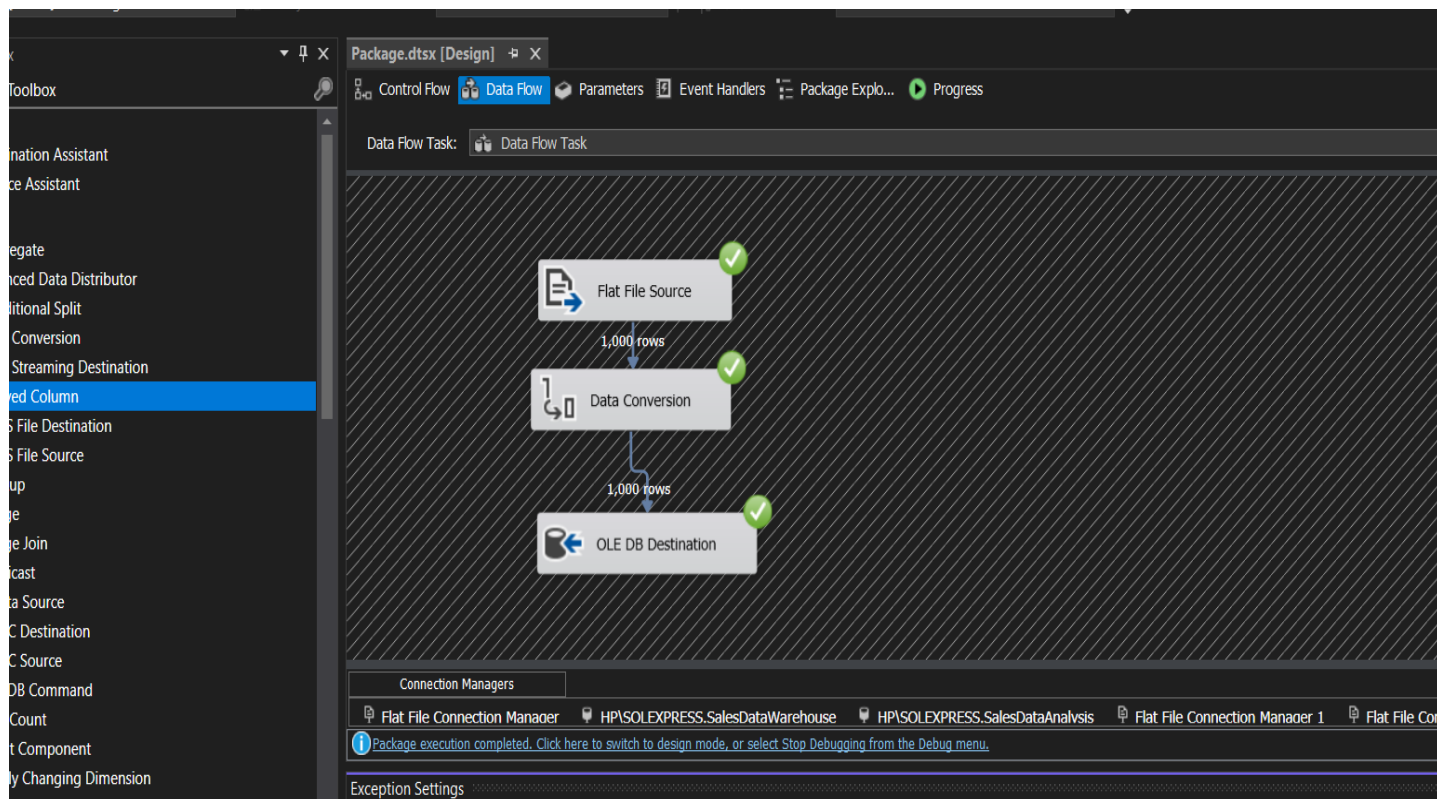 Package.dtsx [Design]
Toolbox
Control Flow
Data Flow
Parameters
Event Handlers
Package Explo...
Progress
Data Flow Task:
Data Flow Task
ination Assistant
ce Assistant
regate
nced Data Distributor
ditional Split
Conversion
Streaming Destination
ved Column
S File Destination
S File Source
up
ge
ge Join
icast
ta Source
C Destination
C Source
DB Command
Count
t Component
ly Changing Dimension
Flat File Source
1,000 rows
Data Conversion
1,000 rows
OLE DB Destination
Connection Managers
Flat File Connection Manager
HP\SQLEXPRESS.SalesDataWarehouse
HP\SQLEXPRESS.SalesDataAnalysis
Flat File Connection Manager 1
Flat File Cor
Package execution completed. Click here to switch to design mode, or select Stop Debugging from the Debug menu.
Exception Settings